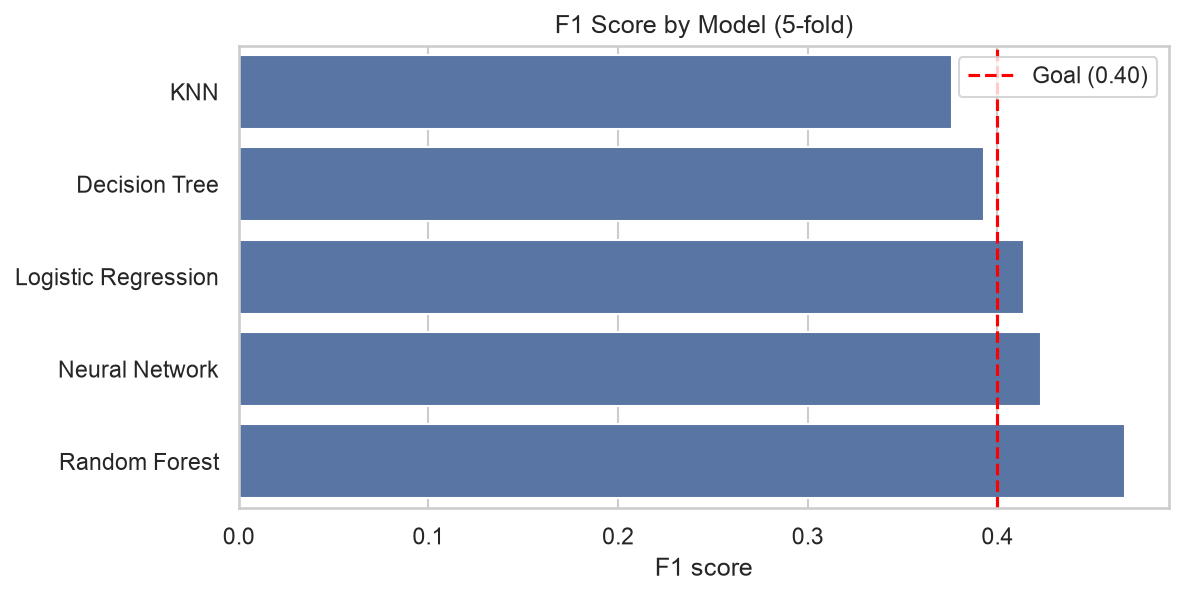 F1 Score by Model (5-fold)
Goal (0.40)
KNN
Decision Tree
Logistic Regression
Neural Network
Random Forest
0.0 0.1 0.2 0.3 0.4
F1 score